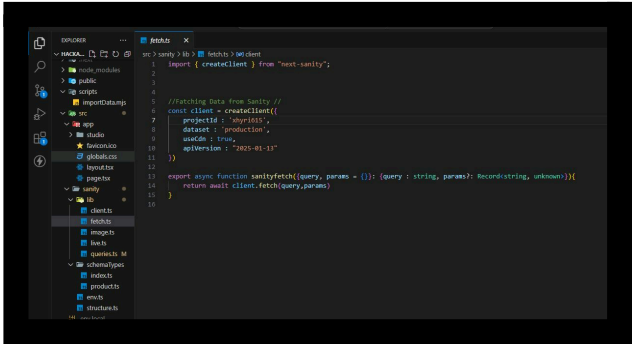 EXPLORER
...
fetch.ts
×
HACKA...
src > sanity > lib > fetch.ts > client
node_modules
public
scripts
importData.mjs
src
app
studio
favicon.ico
globals.css
layout.tsx
page.tsx
sanity
lib
client.ts
fetch.ts
image.ts
live.ts
queries.ts M
schemaTypes
index.ts
product.ts
env.ts
structure.ts
1 import { createClient } from "next-sanity";
2
3
4
5 //Fatching Data from Sanity //
6 const client = createClient({
7 projectId : 'xhyri615',
8 dataset : 'production',
9 useCdn : true,
10 apiVersion : "2025-01-13"
11 })
12
13 export async function sanityfetch({query, params = {}}: {query : string, params?: Record<string, unknown>}){
14 return await client.fetch(query,params)
15 }
16